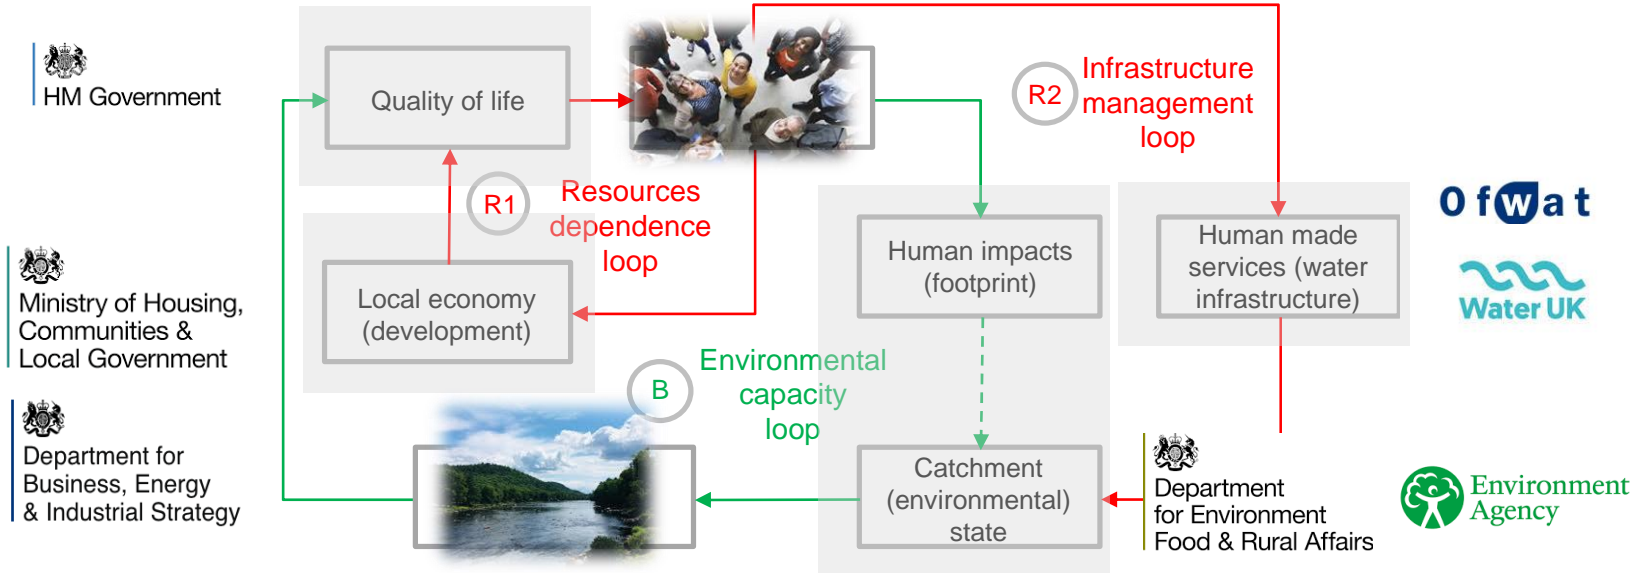 HM Government
Quality of life
R2
Infrastructure
management
loop
R1
Resources
dependence
loop
Ofwat
Human impacts
(footprint)
Human made
services (water
infrastructure)
Water UK
Ministry of Housing,
Communities &
Local Government
Local economy
(development)
B
Environmental
capacity
loop
Department for
Business, Energy
& Industrial Strategy
Catchment
(environmental)
state
Department
for Environment
Food & Rural Affairs
Environment
Agency